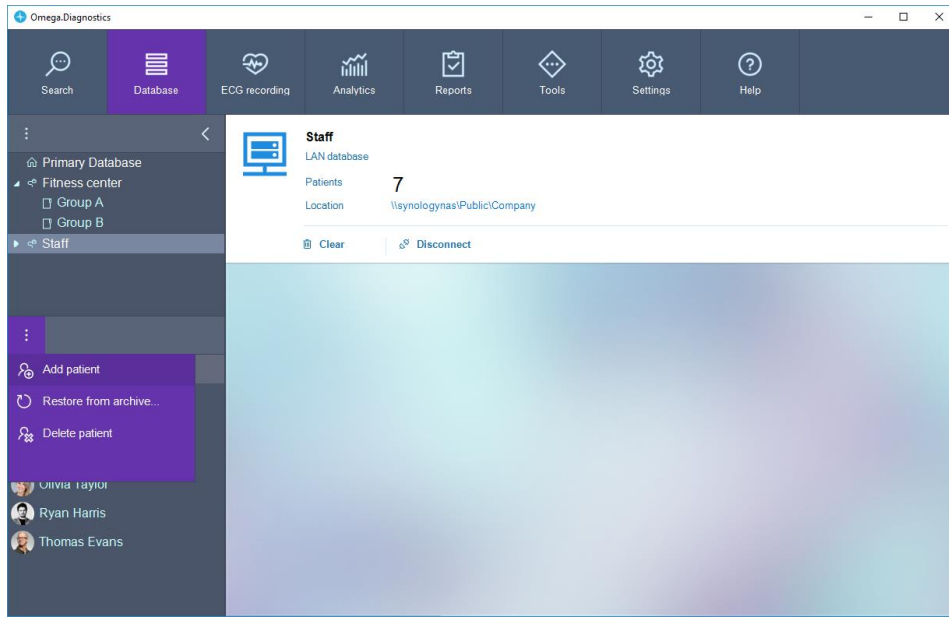 Omega.Diagnostics
Search
Database
ECG recording
Analytics
Reports
Tools
Settings
Help
Primary Database
Fitness center
Group A
Group B
Staff
Staff
LAN database
Patients 7
Location \\synologynas\Public\Company
Clear Disconnect
Add patient
Restore from archive...
Delete patient
Olivia Taylor
Ryan Harris
Thomas Evans